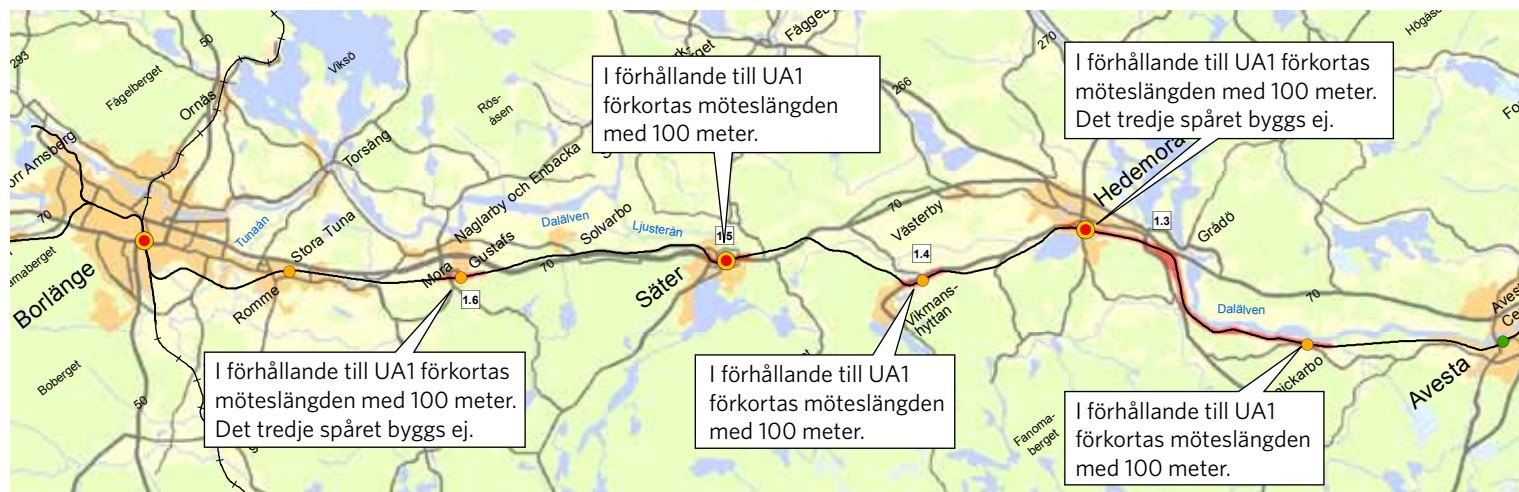 293
50
Fågelberget
Ornäs
Viksö
Rös-
åsen
Torsång
Naglarby och Enbacka
Tunaån
Stora Tuna
Dalälven
Solvarbo
Ljusterån
Gustafs
Mora
70
70
Borlänge
Romme
1.6
Boberget
50
I förhållande till UA1 förkortas
möteslängden med 100 meter.
Det tredje spåret byggs ej.
I förhållande till UA1
förkortas möteslängden
med 100 meter.
270
266
70
Västerby
1.5
Säter
1.4
Vikmans-
hyttan
I förhållande till UA1
förkortas möteslängden
med 100 meter.
I förhållande till UA1 förkortas
möteslängden med 100 meter.
Det tredje spåret byggs ej.
Hedemora
1.3
Grådö
Dalälven
70
Avesta
Fanoma-
berget
I förhållande till UA1
förkortas möteslängden
med 100 meter.